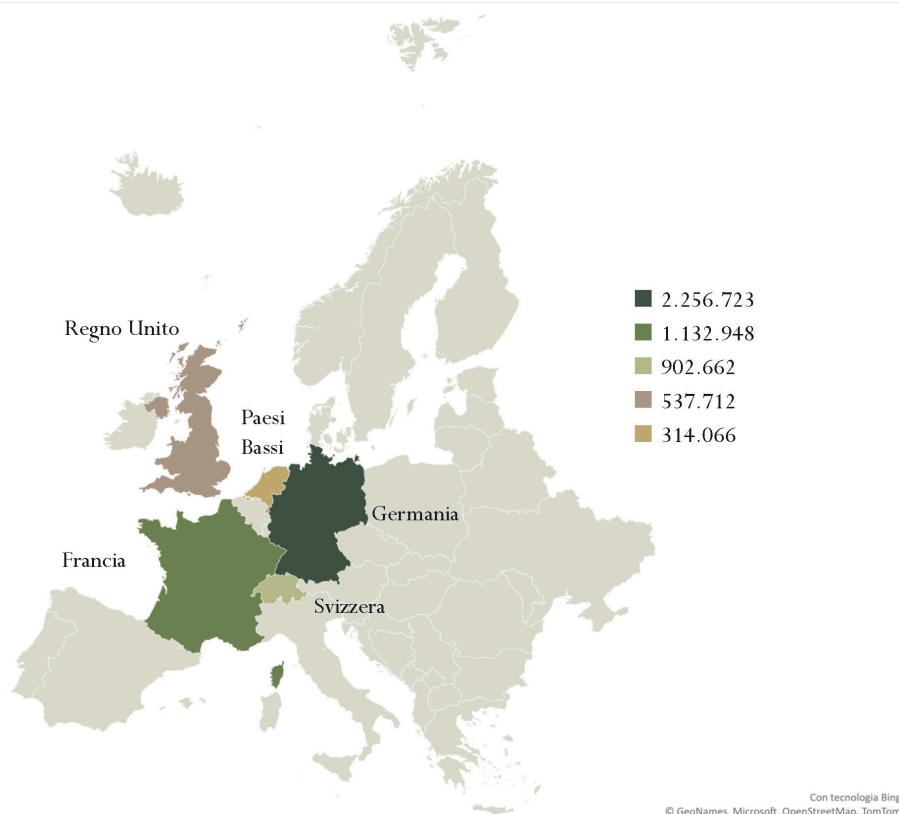 Regno Unito
Paesi
Bassi
Germania
Francia
Svizzera
2.256.723
1.132.948
902.662
537.712
314.066
Con tecnologia Bing
© GeoNames, Microsoft, OpenStreetMap, TomTom